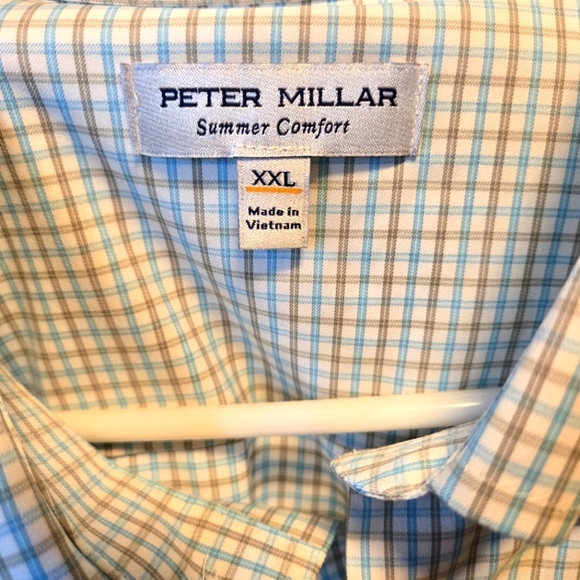 PETER MILLAR
Summer Comfort
XXL
Made in
Vietnam